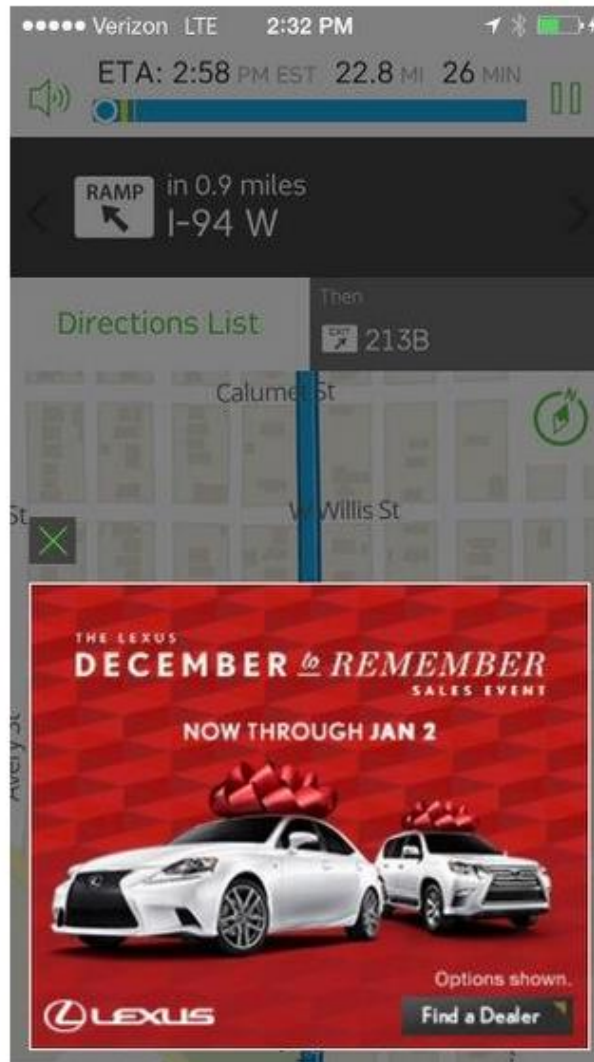 Verizon LTE 2:32 PM
ETA: 2:58 PM EST 22.8 MI 26 MIN
RAMP
in 0.9 miles
I-94 W
Directions List
Then
EXIT 213B
N
Calumet St
W Willis St
St
Avery St
THE LEXUS
DECEMBER to REMEMBER
SALES EVENT
NOW THROUGH JAN 2
Options shown.
LEXUS
Find a Dealer